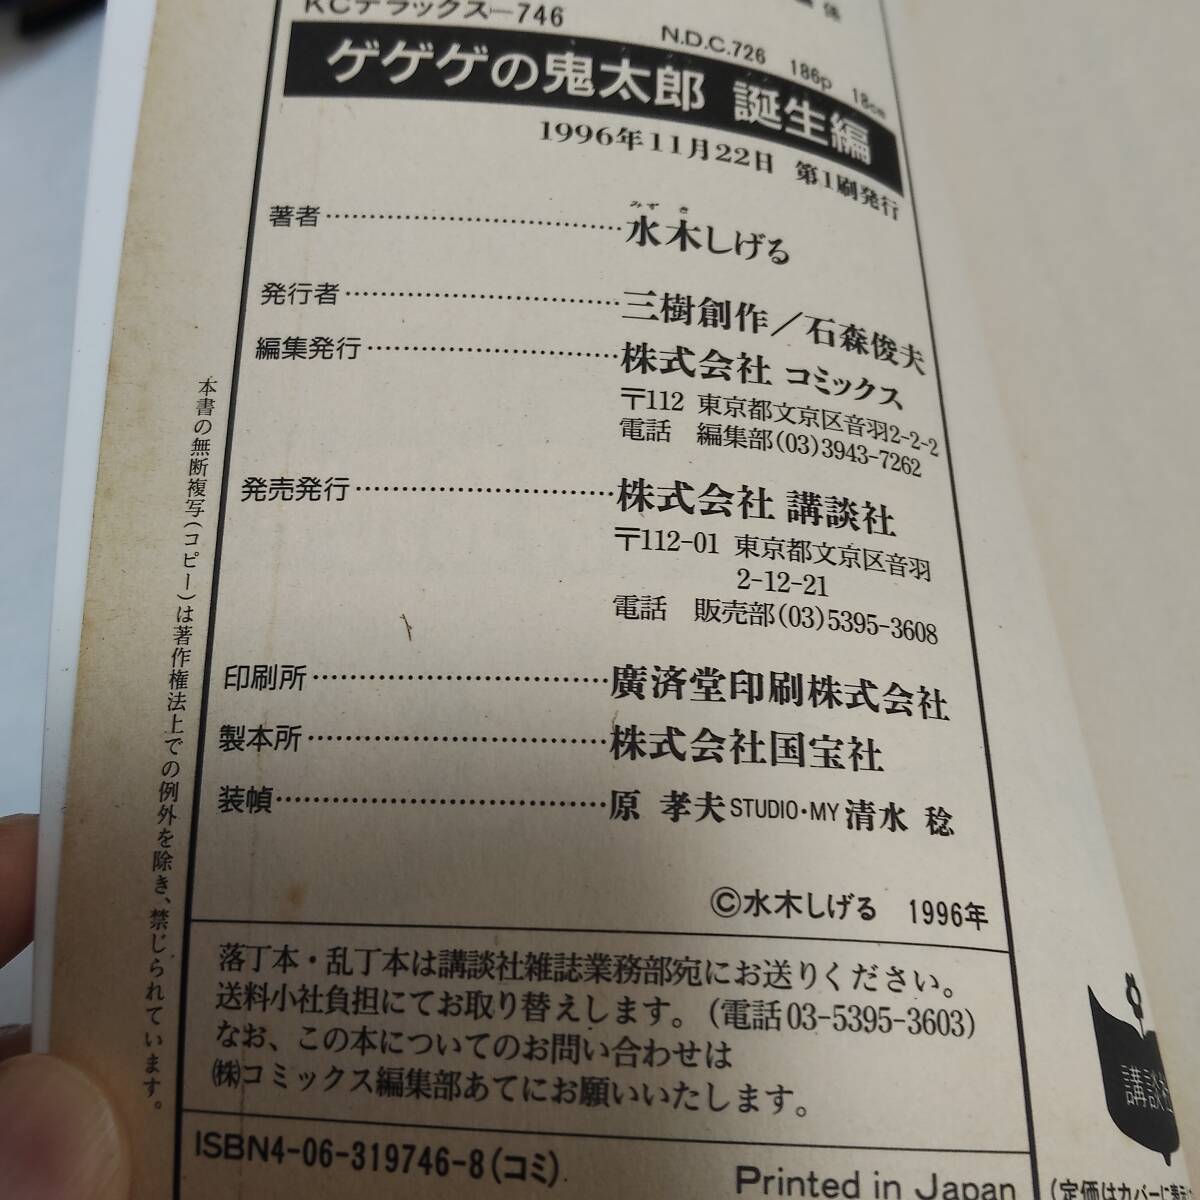 KCデラックス—746
N.D.C.726 186p 18cm
ゲゲゲの鬼太郎 誕生編
1996年11月22日 第1刷発行
著者……………………………水木しげる
みず き
発行者……………………………三樹創作／石森俊夫
編集発行……………………………株式会社 コミックス
〒112 東京都文京区音羽2-2-2
電話 編集部(03)3943-7262
発売発行……………………………株式会社 講談社
〒112-01 東京都文京区音羽
2-12-21
電話 販売部(03)5395-3608
印刷所……………………………廣済堂印刷株式会社
製本所……………………………株式会社国宝社
装幀……………………………原 孝夫 STUDIO・MY 清水 稔
©水木しげる 1996年
落丁本・乱丁本は講談社雑誌業務部宛にお送りください。
送料小社負担にてお取り替えします。(電話03-5395-3603)
なお、この本についてのお問い合わせは
㈱コミックス編集部あてにお願いいたします。
ISBN4-06-319746-8(コミ)
Printed in Japan
(定価はカバーに表示
本書の無断複写(コピー)は著作権法上での例外を除き、禁じられています。
講談社